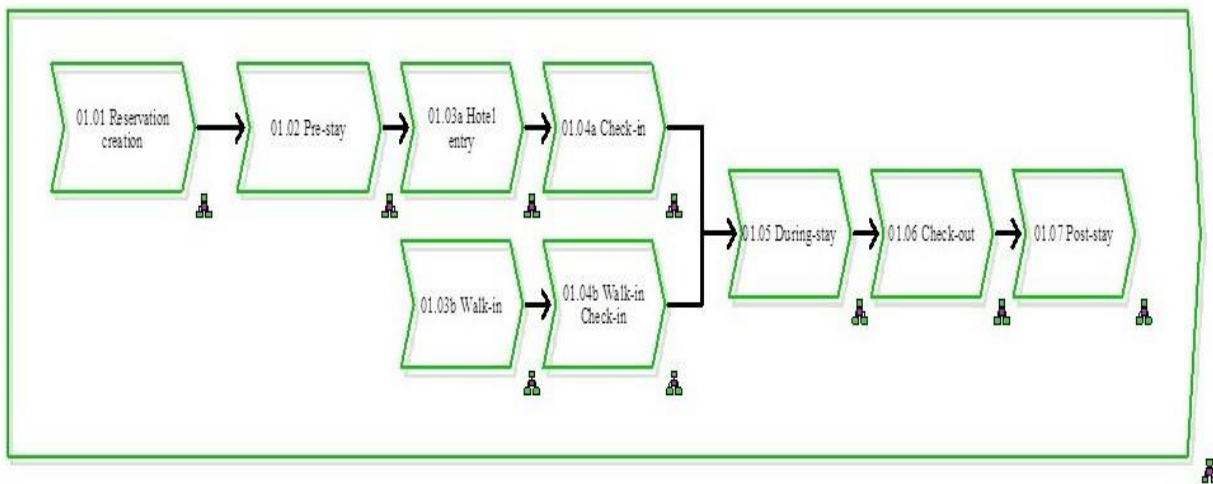 01.01 Reservation
creation
01.02 Pre-stay
01.03a Hotel
entry
01.04a Check-in
01.03b Walk-in
01.04b Walk-in
Check-in
01.05 During-stay
01.06 Check-out
01.07 Post-stay